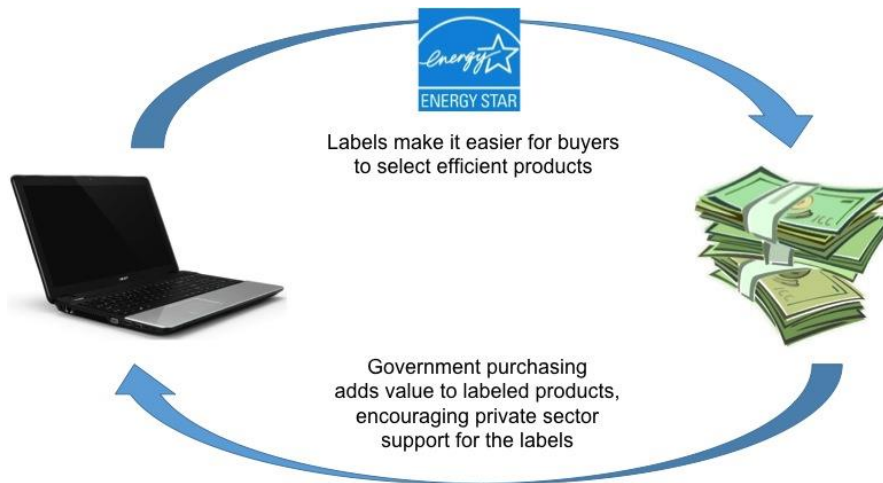 energy
ENERGY STAR
Labels make it easier for buyers
to select efficient products
Government purchasing
adds value to labeled products,
encouraging private sector
support for the labels